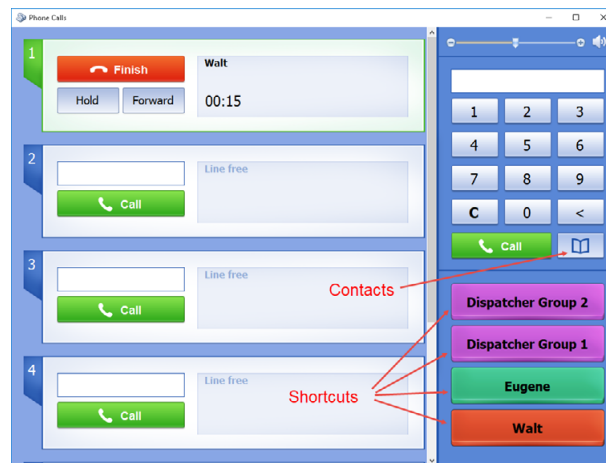 Phone Calls
1
Finish
Hold
Forward
Walt
00:15
2
Call
Line free
3
Call
Line free
4
Call
Line free
Contacts
Shortcuts
1 2 3
4 5 6
7 8 9
C 0 <
Call
Dispatcher Group 2
Dispatcher Group 1
Eugene
Walt